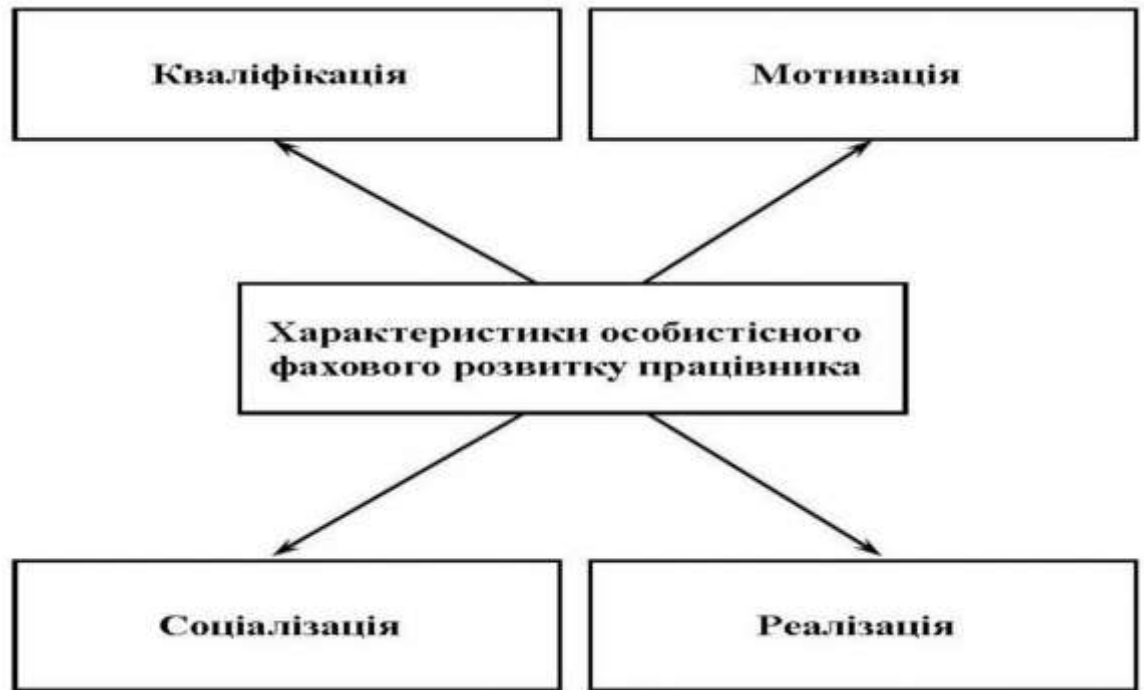 Кваліфікація
Мотивація
Характеристики особистісного
фахового розвитку працівника
Соціалізація
Реалізація